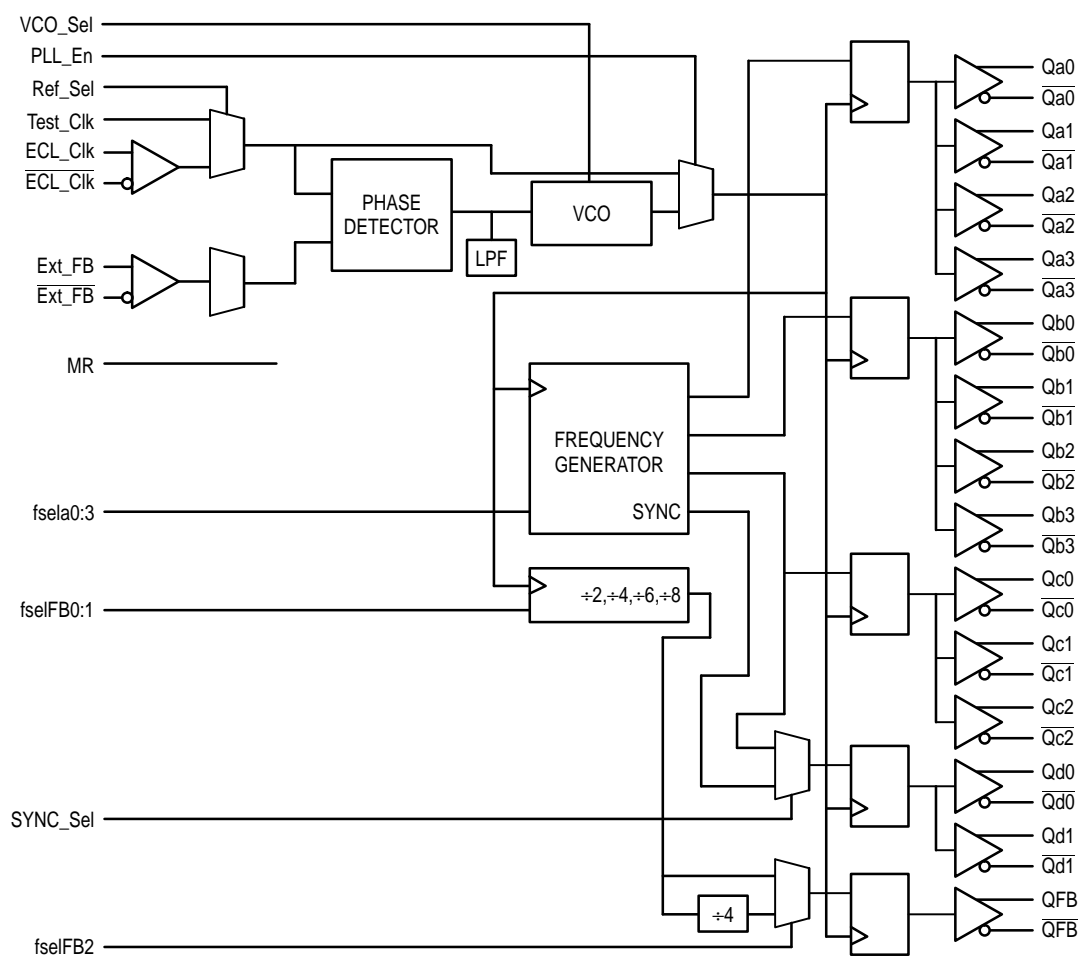 VCO_Sel
PLL_En
Ref_Sel
Test_Clk
ECL_Clk
ECL_Clk
Ext_FB
Ext_FB
MR
fsela0:3
fselFB0:1
SYNC_Sel
fselFB2
PHASE
DETECTOR
LPF
VCO
FREQUENCY
GENERATOR
SYNC
÷2,÷4,÷6,÷8
÷4
Qa0
Qa0
Qa1
Qa1
Qa2
Qa2
Qa3
Qa3
Qb0
Qb0
Qb1
Qb1
Qb2
Qb2
Qb3
Qb3
Qc0
Qc0
Qc1
Qc1
Qc2
Qc2
Qd0
Qd0
Qd1
Qd1
QFB
QFB